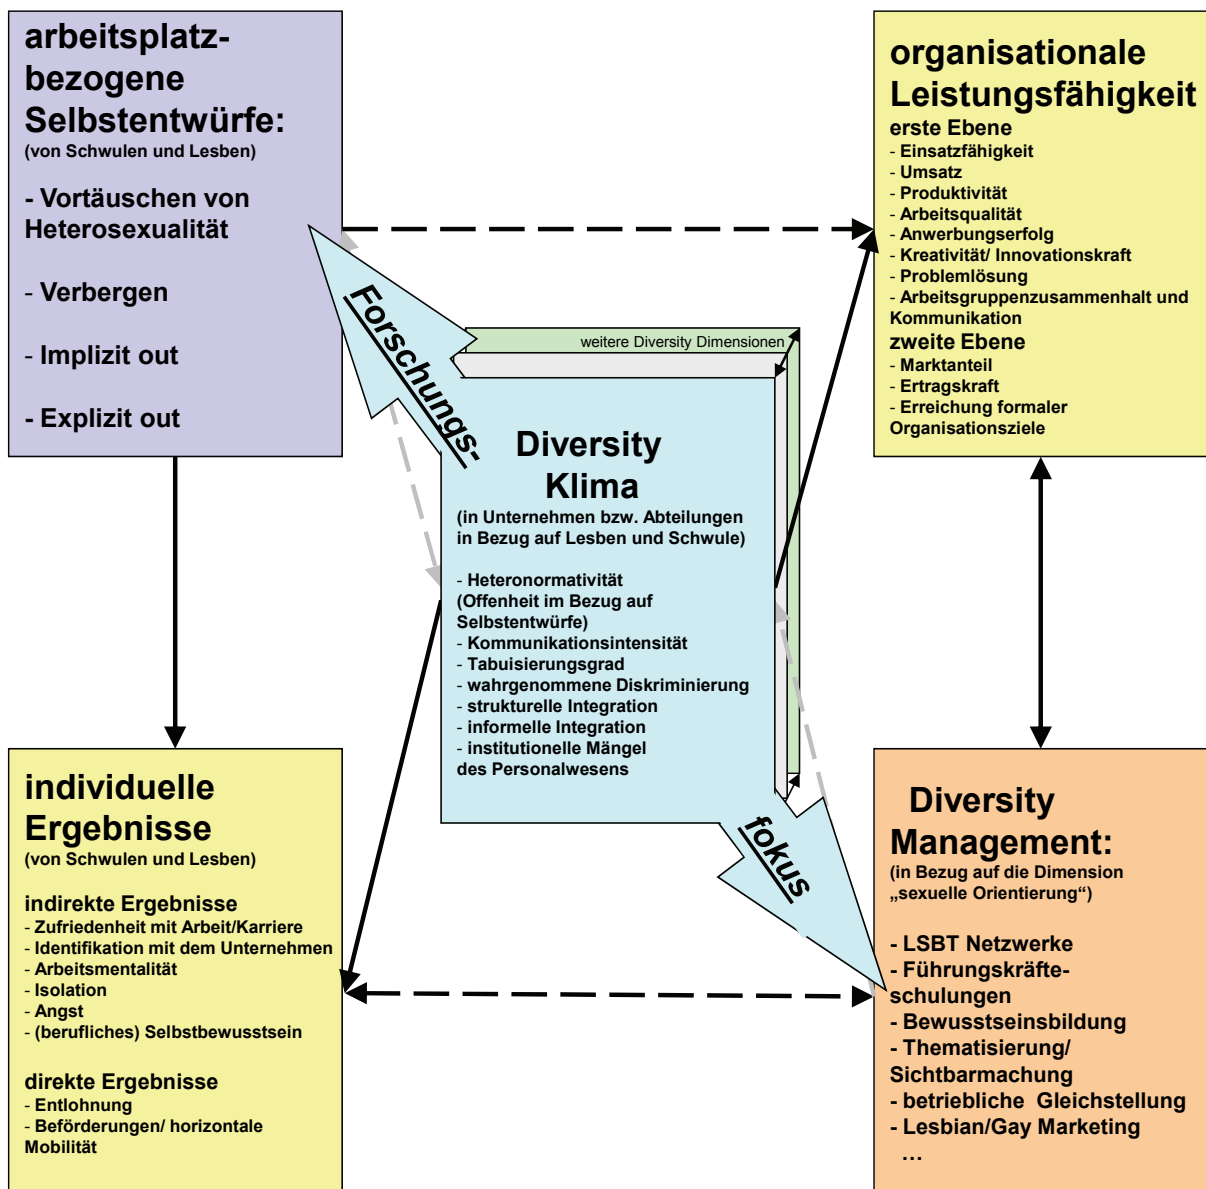 arbeitsplatz-
bezogene
Selbstentwürfe:
(von Schwulen und Lesben)
- Vortäuschen von
Heterosexualität
- Verbergen
- Implizit out
- Explizit out
organisationale
Leistungsfähigkeit
erste Ebene
- Einsatzfähigkeit
- Umsatz
- Produktivität
- Arbeitsqualität
- Anwerbungserfolg
- Kreativität/ Innovationskraft
- Problemlösung
- Arbeitsgruppenzusammenhalt und
Kommunikation
zweite Ebene
- Marktanteil
- Ertragskraft
- Erreichung formaler
Organisationsziele
Forschungs-
weitere Diversity Dimensionen
Diversity
Klima
(in Unternehmen bzw. Abteilungen
in Bezug auf Lesben und Schwule)
- Heteronormativität
(Offenheit im Bezug auf
Selbstentwürfe)
- Kommunikationsintensität
- Tabuisierungsgrad
- wahrgenommene Diskriminierung
- strukturelle Integration
- informelle Integration
- institutionelle Mängel
des Personalwesens
fokus
individuelle
Ergebnisse
(von Schwulen und Lesben)
indirekte Ergebnisse
- Zufriedenheit mit Arbeit/Karriere
- Identifikation mit dem Unternehmen
- Arbeitsmentalität
- Isolation
- Angst
- (berufliches) Selbstbewusstsein
direkte Ergebnisse
- Entlohnung
- Beförderungen/ horizontale
Mobilität
Diversity
Management:
(in Bezug auf die Dimension
„sexuelle Orientierung“)
- LSBT Netzwerke
- Führungskräfte-
schulungen
- Bewusstseinsbildung
- Thematisierung/
Sichtbarmachung
- betriebliche Gleichstellung
- Lesbian/Gay Marketing
...